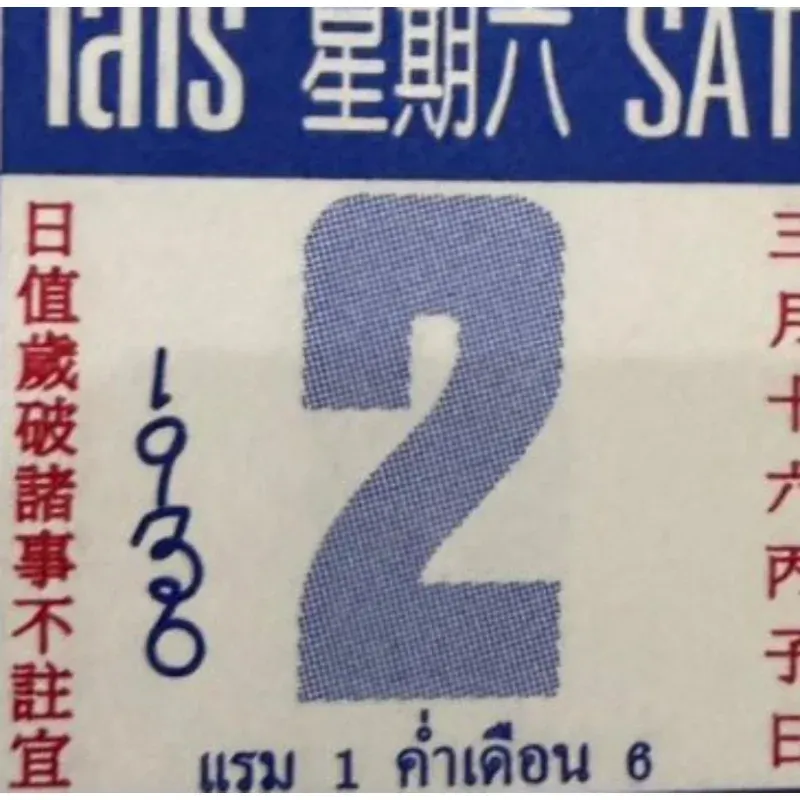 เสาร์ 星期六 SAT
日值歲破諸事不註宜
1930
2
三月十六丙子日
แรม 1 ค่ำเดือน 6